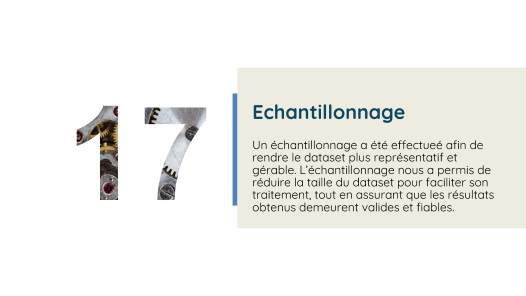 17
Echantillonnage
Un échantillonnage a été effectueé afin de
rendre le dataset plus représentatif et
gérable. L'échantillonnage nous a permis de
réduire la taille du dataset pour faciliter son
traitement, tout en assurant que les résultats
obtenus demeurent valides et fiables.